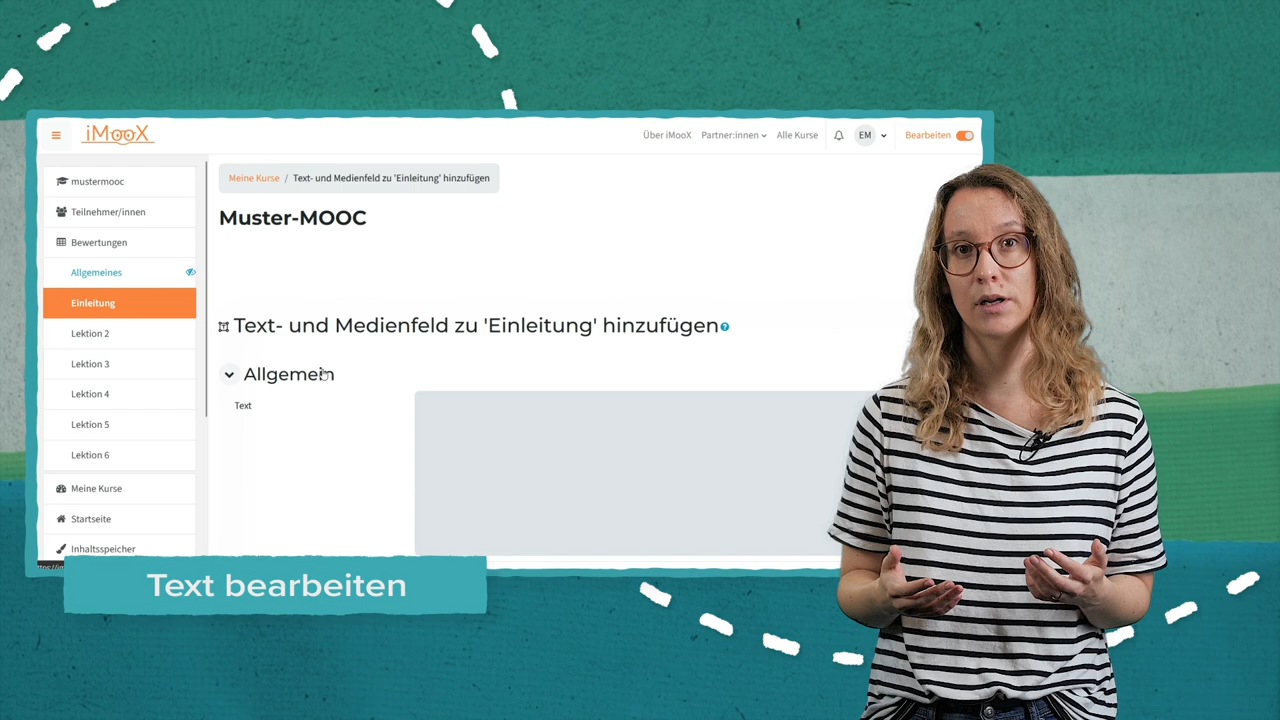 iMooX
Über iMooX Partner:innen Alle Kurse EM Bearbeiten
mustermooc
Teilnehmer/innen
Bewertungen
Allgemeines
Einleitung
Lektion 2
Lektion 3
Lektion 4
Lektion 5
Lektion 6
Meine Kurse
Startseite
Inhaltsspeicher
Meine Kurse / Text- und Medienfeld zu 'Einleitung' hinzufügen
Muster-MOOC
Text- und Medienfeld zu 'Einleitung' hinzufügen
Allgemein
Text
Text bearbeiten